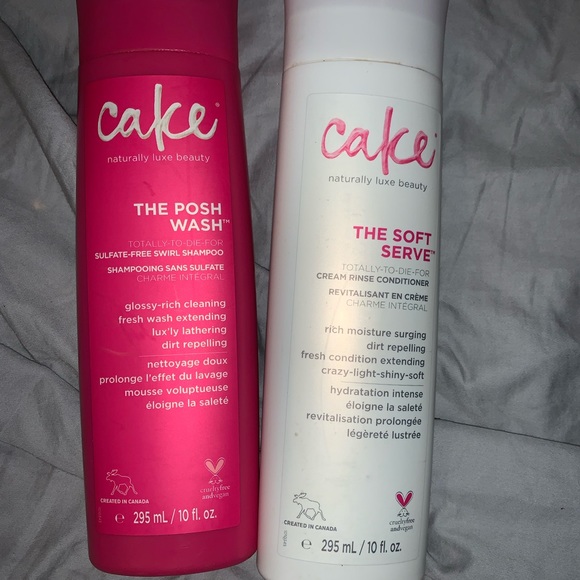 cake
naturally luxe beauty
THE POSH
WASH™
TOTALLY-TO-DIE-FOR
SULFATE-FREE SWIRL SHAMPOO
SHAMPOOING SANS SULFATE
CHARME INTÉGRAL
glossy-rich cleaning
fresh wash extending
lux'ly lathering
dirt repelling
nettoyage doux
prolonge l'effet du lavage
mousse voluptueuse
éloigne la saleté
CREATED IN CANADA
crueltyfree
andvegan
e 295 mL / 10 fl. oz.
cake
naturally luxe beauty
THE SOFT
SERVE™
TOTALLY-TO-DIE-FOR
CREAM RINSE CONDITIONER
REVITALISANT EN CRÈME
CHARME INTÉGRAL
rich moisture surging
dirt repelling
fresh condition extending
crazy-light-shiny-soft
hydratation intense
éloigne la saleté
revitalisation prolongée
légèreté lustrée
CREATED IN CANADA
crueltyfree
andvegan
e 295 mL / 10 fl. oz.